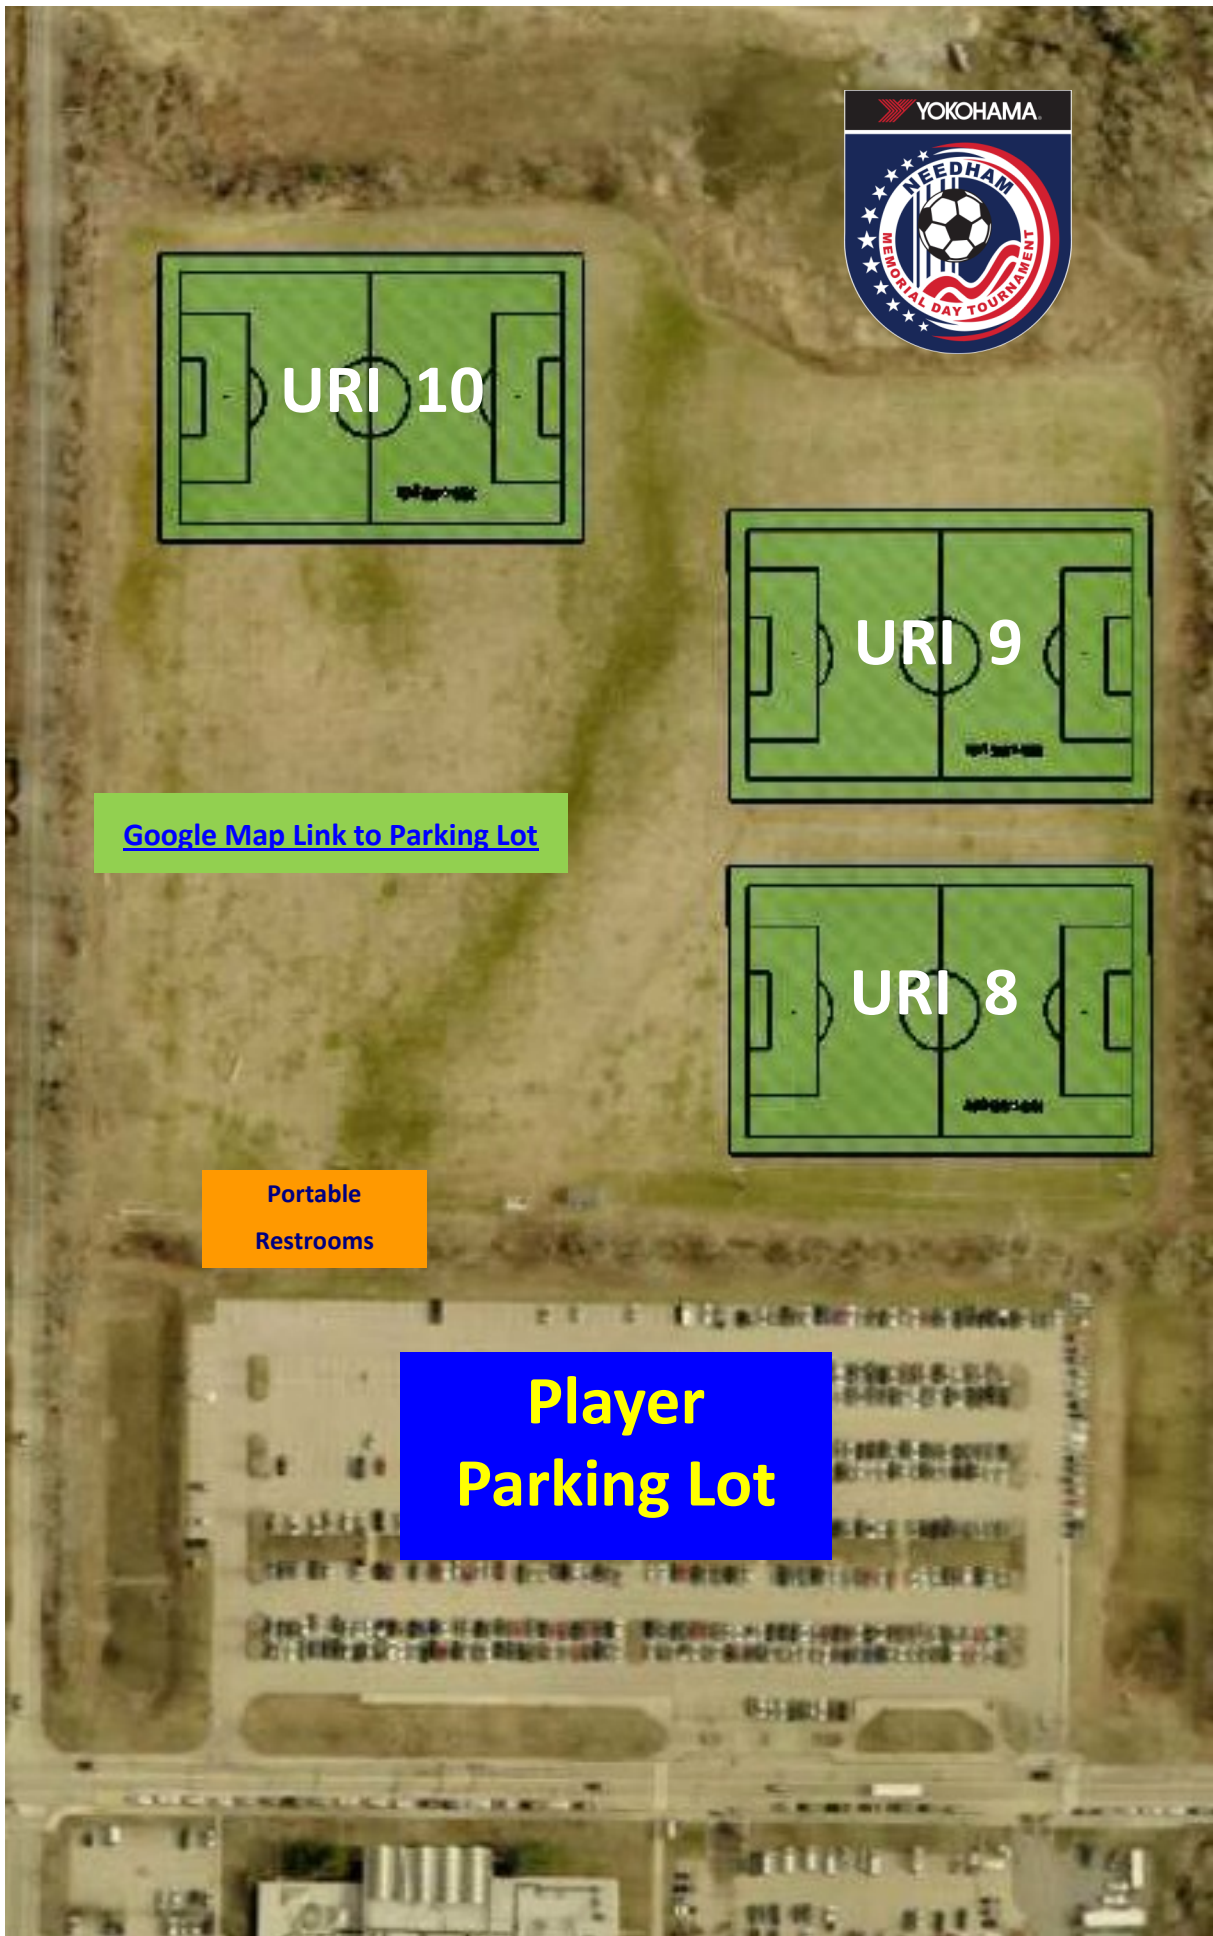 YOKOHAMA
NEEDHAM
MEMORIAL DAY TOURNAMENT
URI 10
URI 9
Google Map Link to Parking Lot
URI 8
Portable
Restrooms
Player
Parking Lot